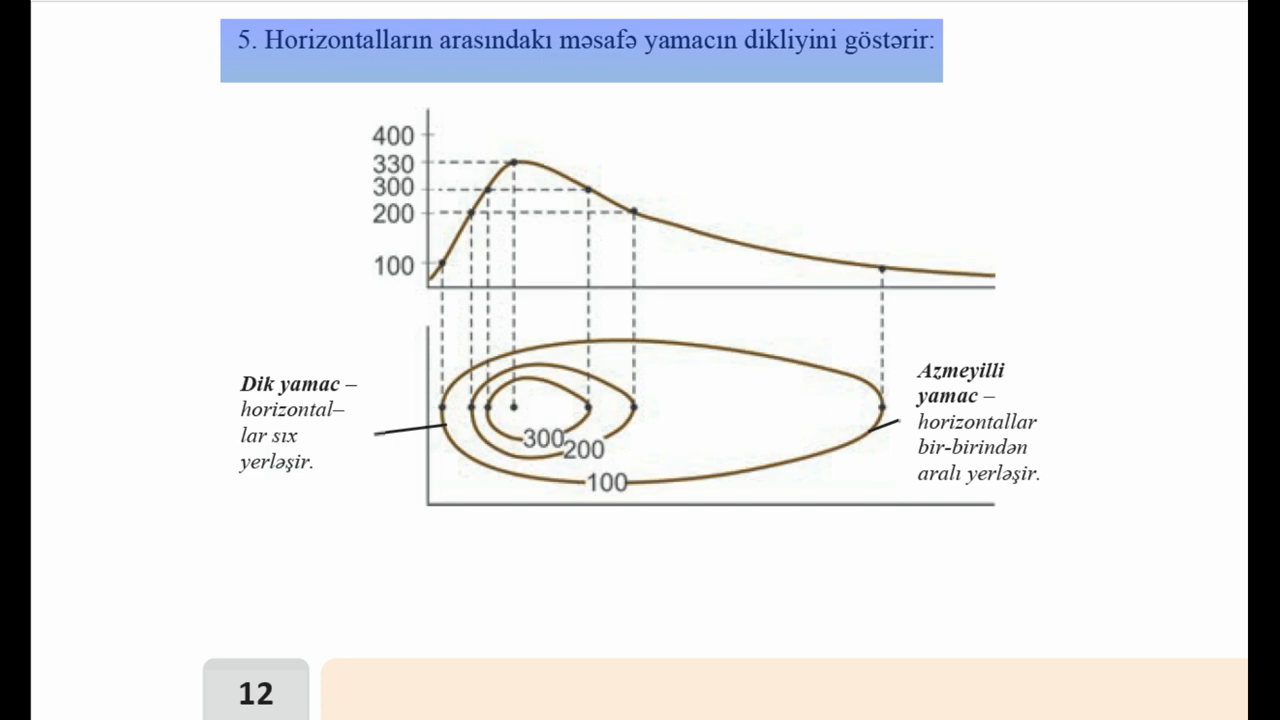 5. Horizontalların arasındakı məsafə yamacın dikliyini göstərir:
400
330
300
200
100
Dik yamac –
horizontal–
lar sıx
yerləşir.
Azmeyilli
yamac –
horizontallar
bir-birindən
aralı yerləşir.
300
200
100
12